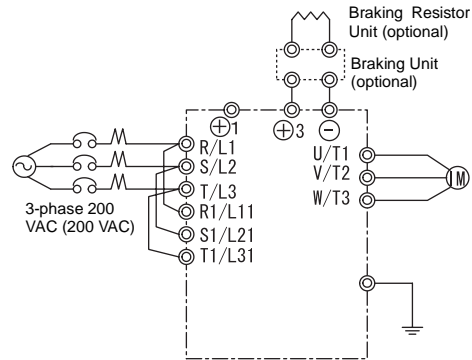 Braking Resistor
Unit (optional)
Braking Unit
(optional)
⊕1
⊕3
⊖
R/L1
S/L2
T/L3
R1/L11
S1/L21
T1/L31
3-phase 200
VAC (200 VAC)
U/T1
V/T2
W/T3
IM